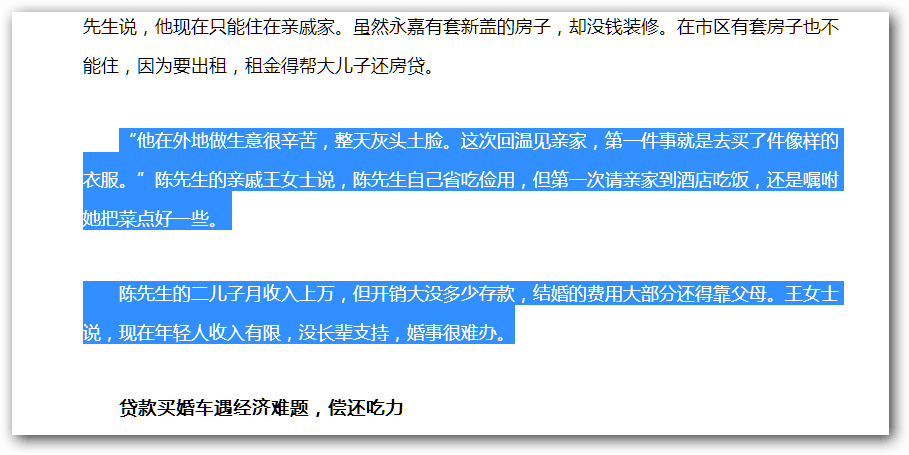 先生说，他现在只能住在亲戚家。虽然永嘉有套新盖的房子，却没钱装修。在市区有套房子也不
能住，因为要出租，租金得帮大儿子还房贷。
“他在外地做生意很辛苦，整天灰头土脸。这次回温见亲家，第一件事就是去买了件像样的
衣服。”陈先生的亲戚王女士说，陈先生自己省吃俭用，但第一次请亲家到酒店吃饭，还是嘱咐
她把菜点好一些。
陈先生的二儿子月收入上万，但开销大没多少存款，结婚的费用大部分还得靠父母。王女士
说，现在年轻人收入有限，没长辈支持，婚事很难办。
贷款买婚车遇经济难题，偿还吃力